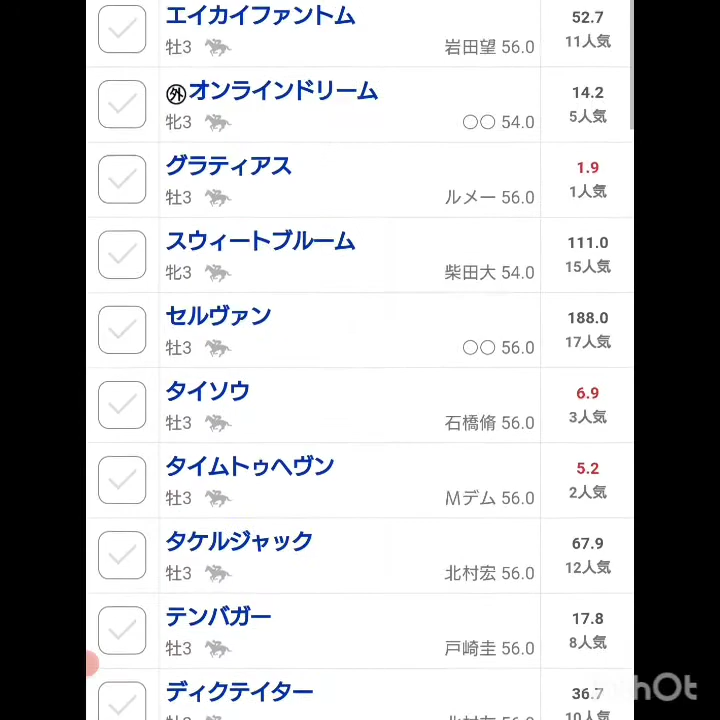 エイカイファントム
52.7
牡3
岩田望 56.0
11人気
外オンラインドリーム
14.2
牝3
○○ 54.0
5人気
グラティアス
1.9
牡3
ルメー 56.0
1人気
スウィートブルーム
111.0
牝3
柴田大 54.0
15人気
セルヴァン
188.0
牡3
○○ 56.0
17人気
タイソウ
6.9
牡3
石橋脩 56.0
3人気
タイムトゥヘヴン
5.2
牡3
Mデム 56.0
2人気
タケルジャック
67.9
牡3
北村宏 56.0
12人気
テンバガー
17.8
牡3
戸崎圭 56.0
8人気
ディクテイター
36.7
10人気